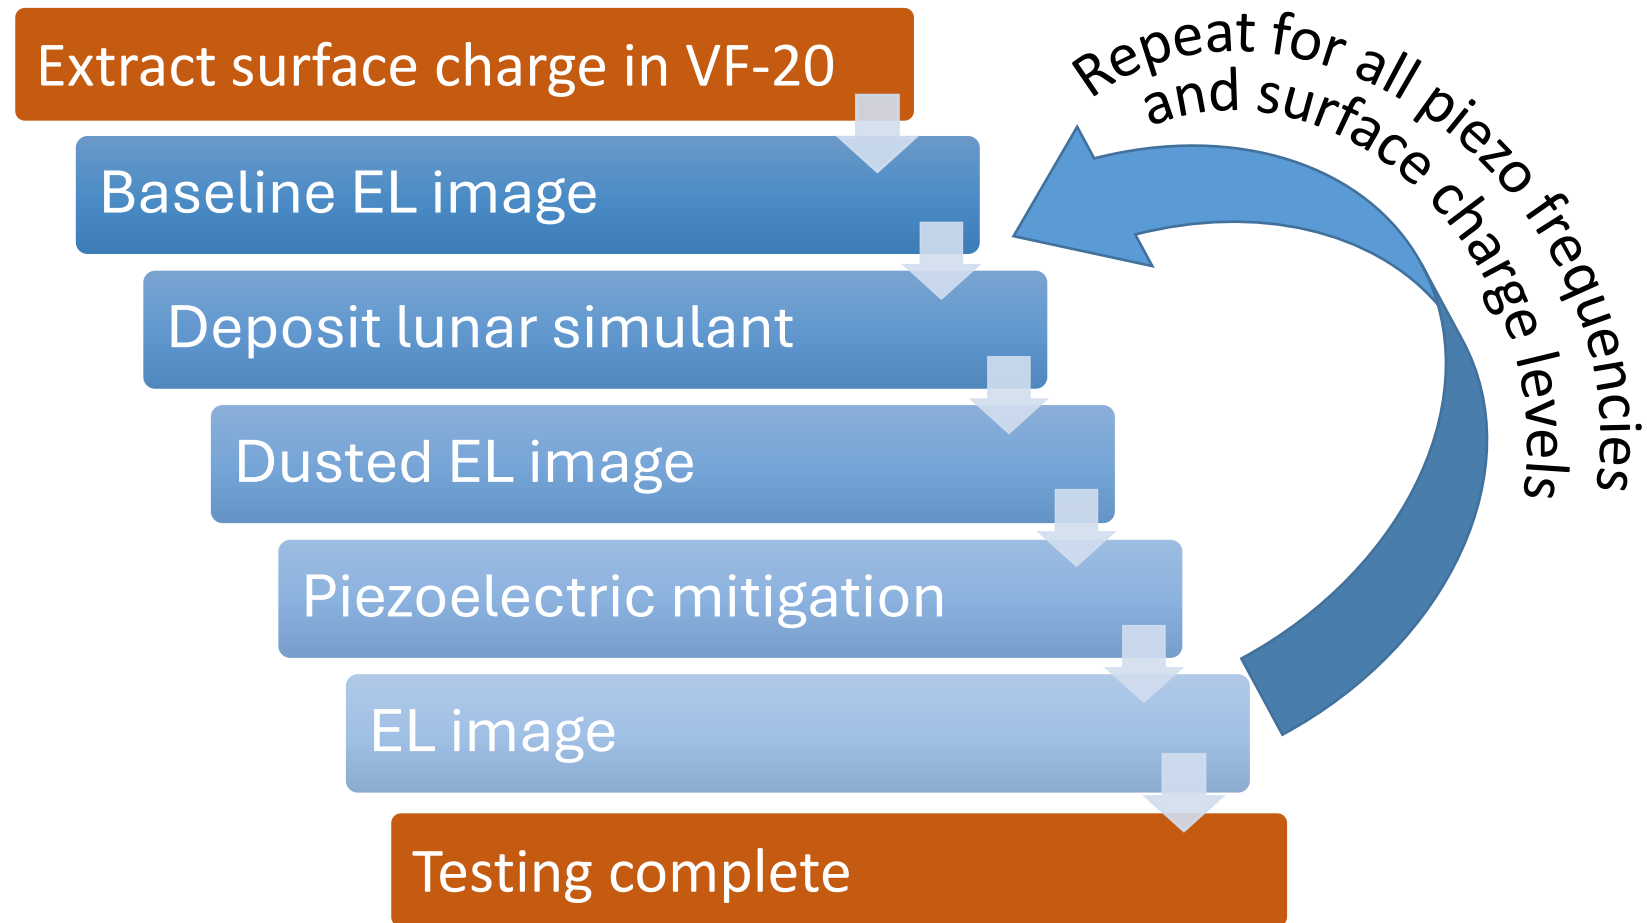 Extract surface charge in VF-20
Baseline EL image
Deposit lunar simulant
Dusted EL image
Piezoelectric mitigation
EL image
Testing complete
Repeat for all piezo frequencies
and surface charge levels